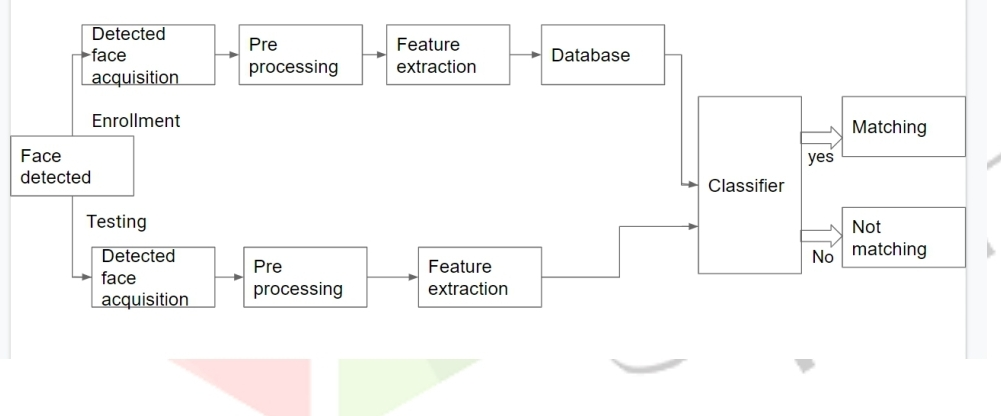 Detected
face
acquisition
Pre
processing
Feature
extraction
Database
Enrollment
Face
detected
Testing
Detected
face
acquisition
Pre
processing
Feature
extraction
Classifier
yes
Matching
No
Not
matching